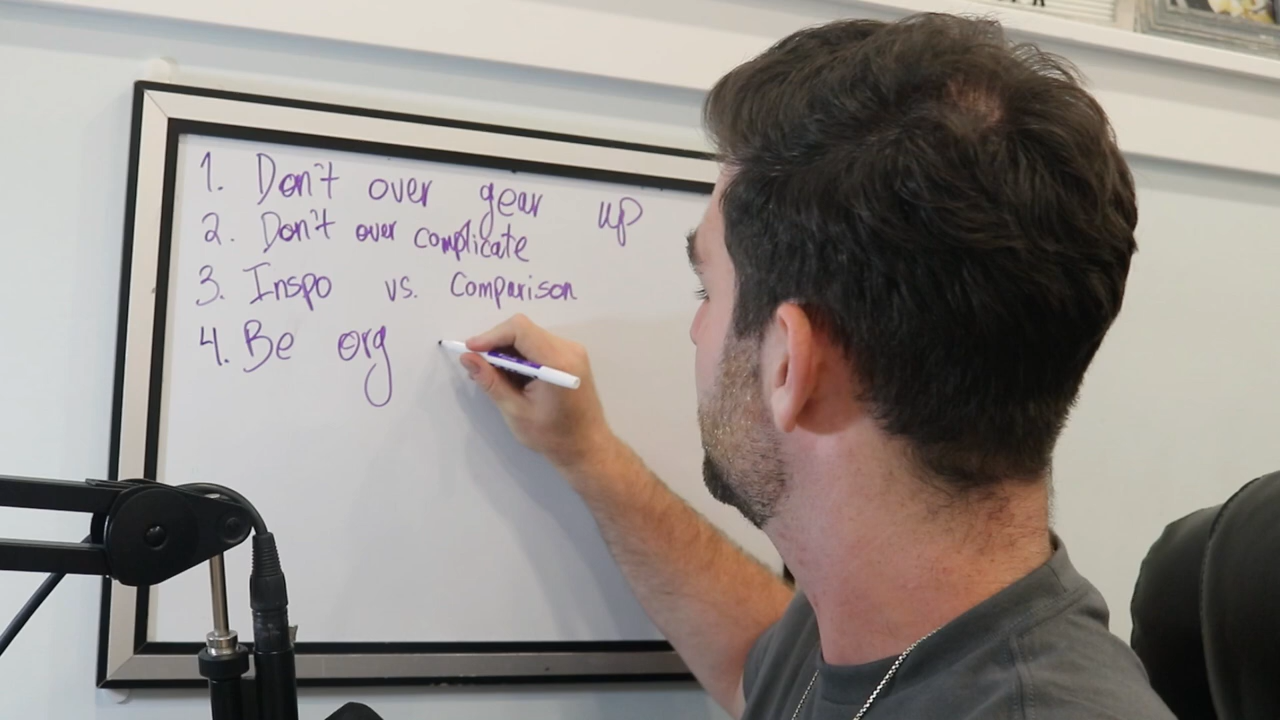 1. Don't over gear up
2. Don't over complicate
3. Inspo vs. Comparison
4. Be org